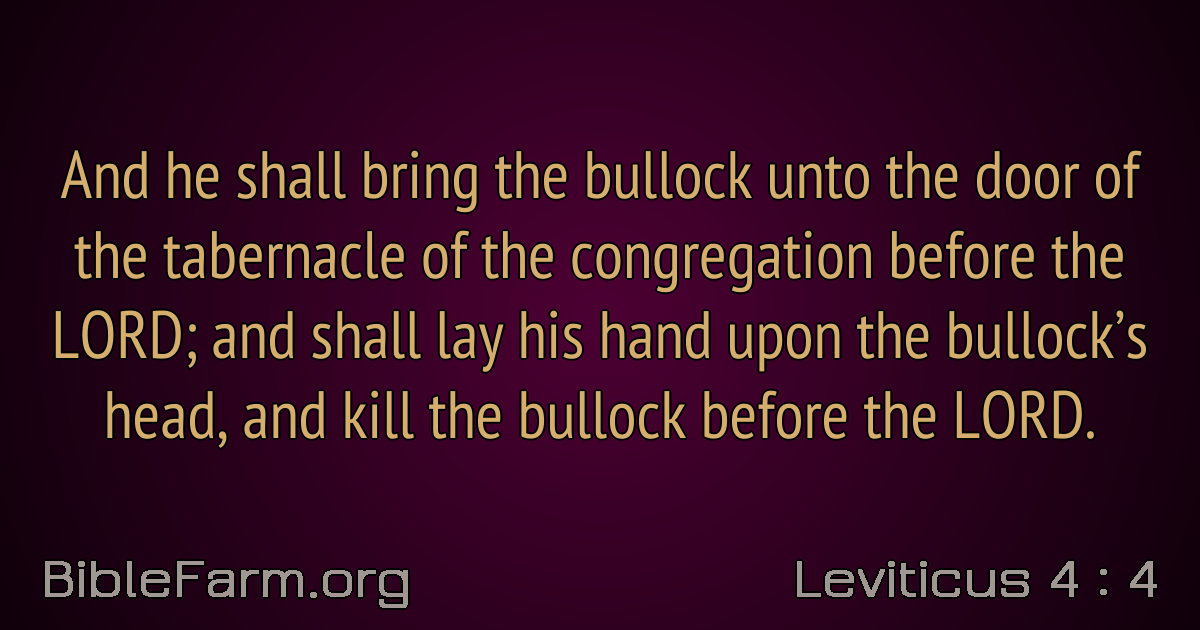 And he shall bring the bullock unto the door of
the tabernacle of the congregation before the
LORD; and shall lay his hand upon the bullock’s
head, and kill the bullock before the LORD.
BibleFarm.org
Leviticus 4 : 4